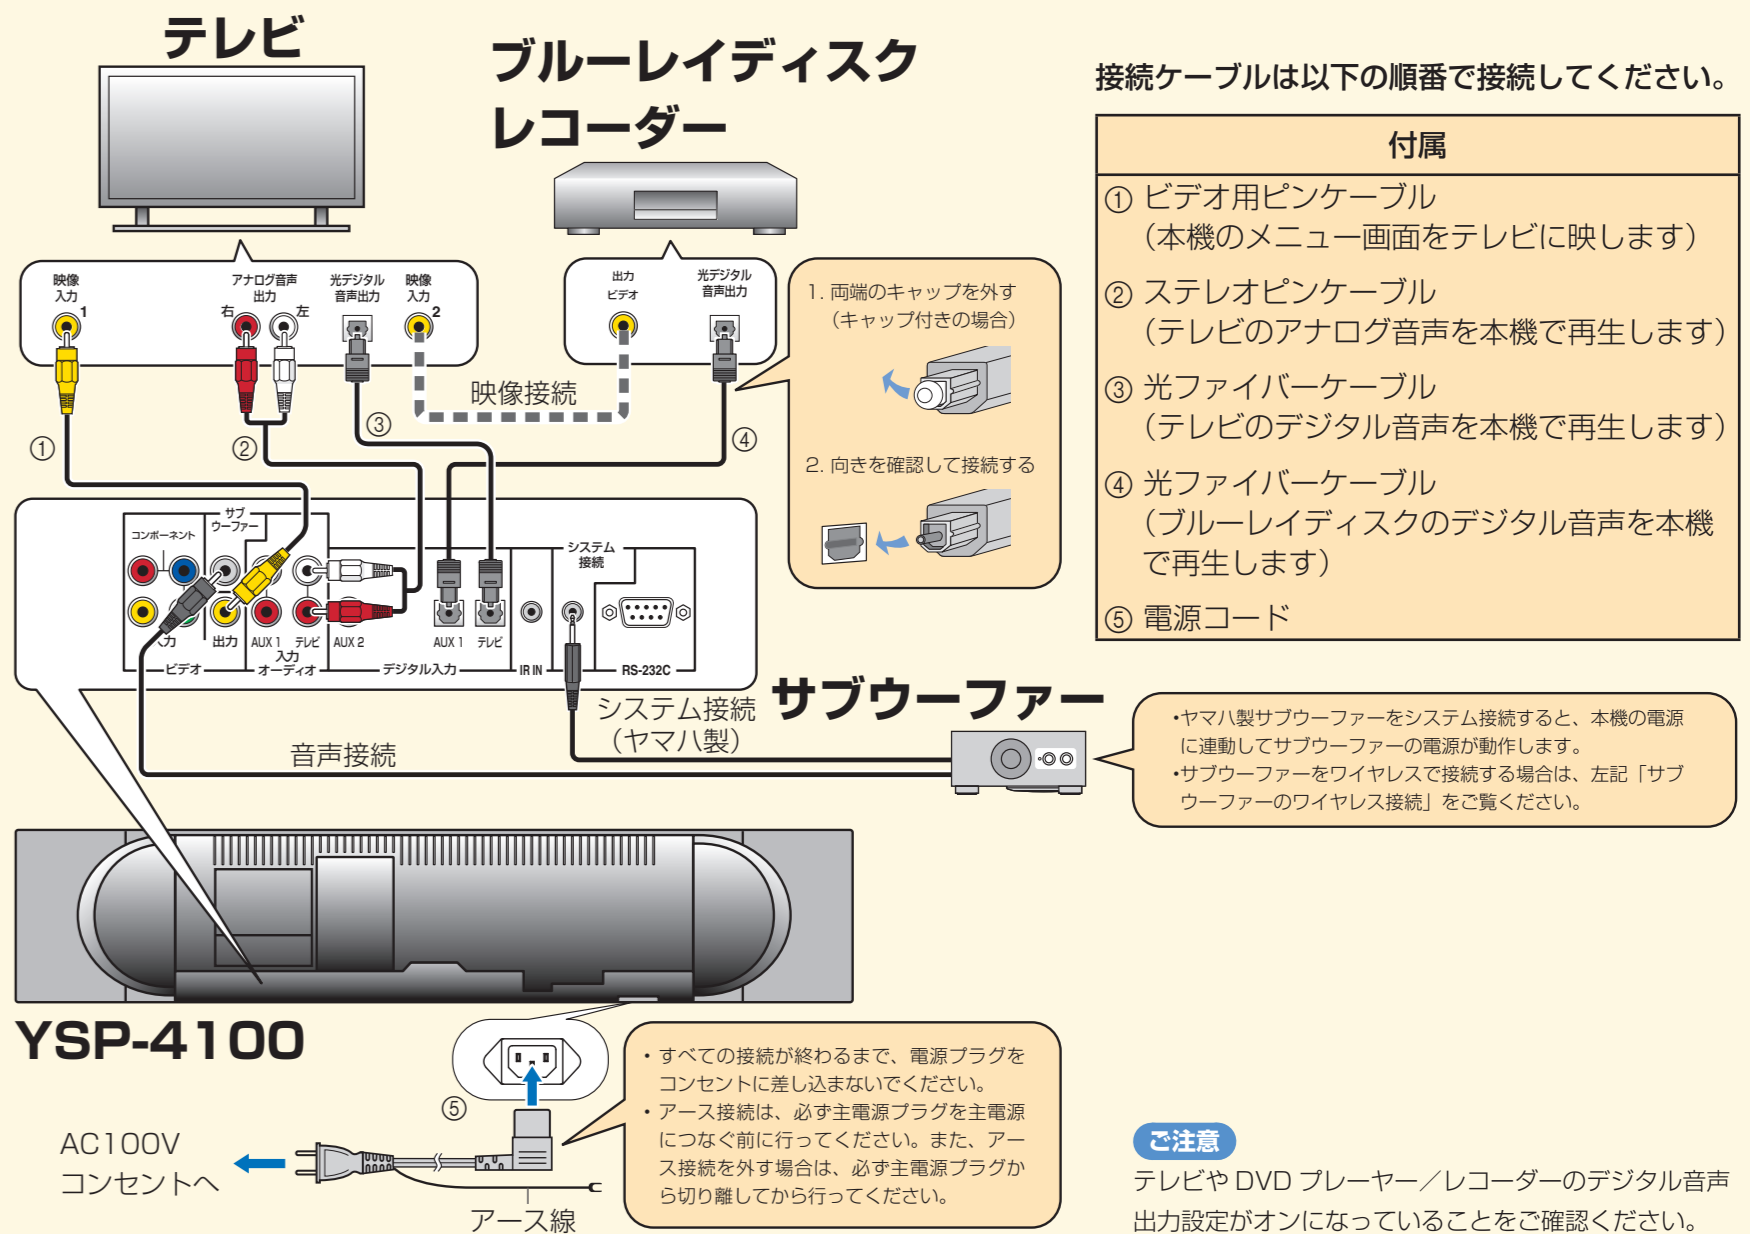 テレビ
ブルーレイディスク
レコーダー
映像
入力
1
アナログ音声
出力
右
左
光デジタル
音声出力
映像
入力
2
出力
ビデオ
光デジタル
音声出力
映像接続
①
②
③
④
1. 両端のキャップを外す
（キャップ付きの場合）
2. 向きを確認して接続する
接続ケーブルは以下の順番で接続してください。
付属
① ビデオ用ピンケーブル
（本機のメニュー画面をテレビに映します）
② ステレオピンケーブル
（テレビのアナログ音声を本機で再生します）
③ 光ファイバーケーブル
（テレビのデジタル音声を本機で再生します）
④ 光ファイバーケーブル
（ブルーレイディスクのデジタル音声を本機
で再生します）
⑤ 電源コード
コンポーネント
サブ
ウーファー
システム
接続
力
出力
AUX 1
テレビ
AUX 2
AUX 1
テレビ
入力
ビデオ
オーディオ
デジタル入力
IR IN
RS-232C
システム接続
（ヤマハ製）
音声接続
サブウーファー
•ヤマハ製サブウーファーをシステム接続すると、本機の電源
に連動してサブウーファーの電源が動作します。
•サブウーファーをワイヤレスで接続する場合は、左記「サブ
ウーファーのワイヤレス接続」をご覧ください。
YSP-4100
⑤
AC100V
コンセントへ
アース線
・すべての接続が終わるまで、電源プラグを
コンセントに差し込まないでください。
・アース接続は、必ず主電源プラグを主電源
につなぐ前に行ってください。また、アー
ス接続を外す場合は、必ず主電源プラグか
ら切り離してから行ってください。
ご注意
テレビや DVD プレーヤー／レコーダーのデジタル音声
出力設定がオンになっていることをご確認ください。